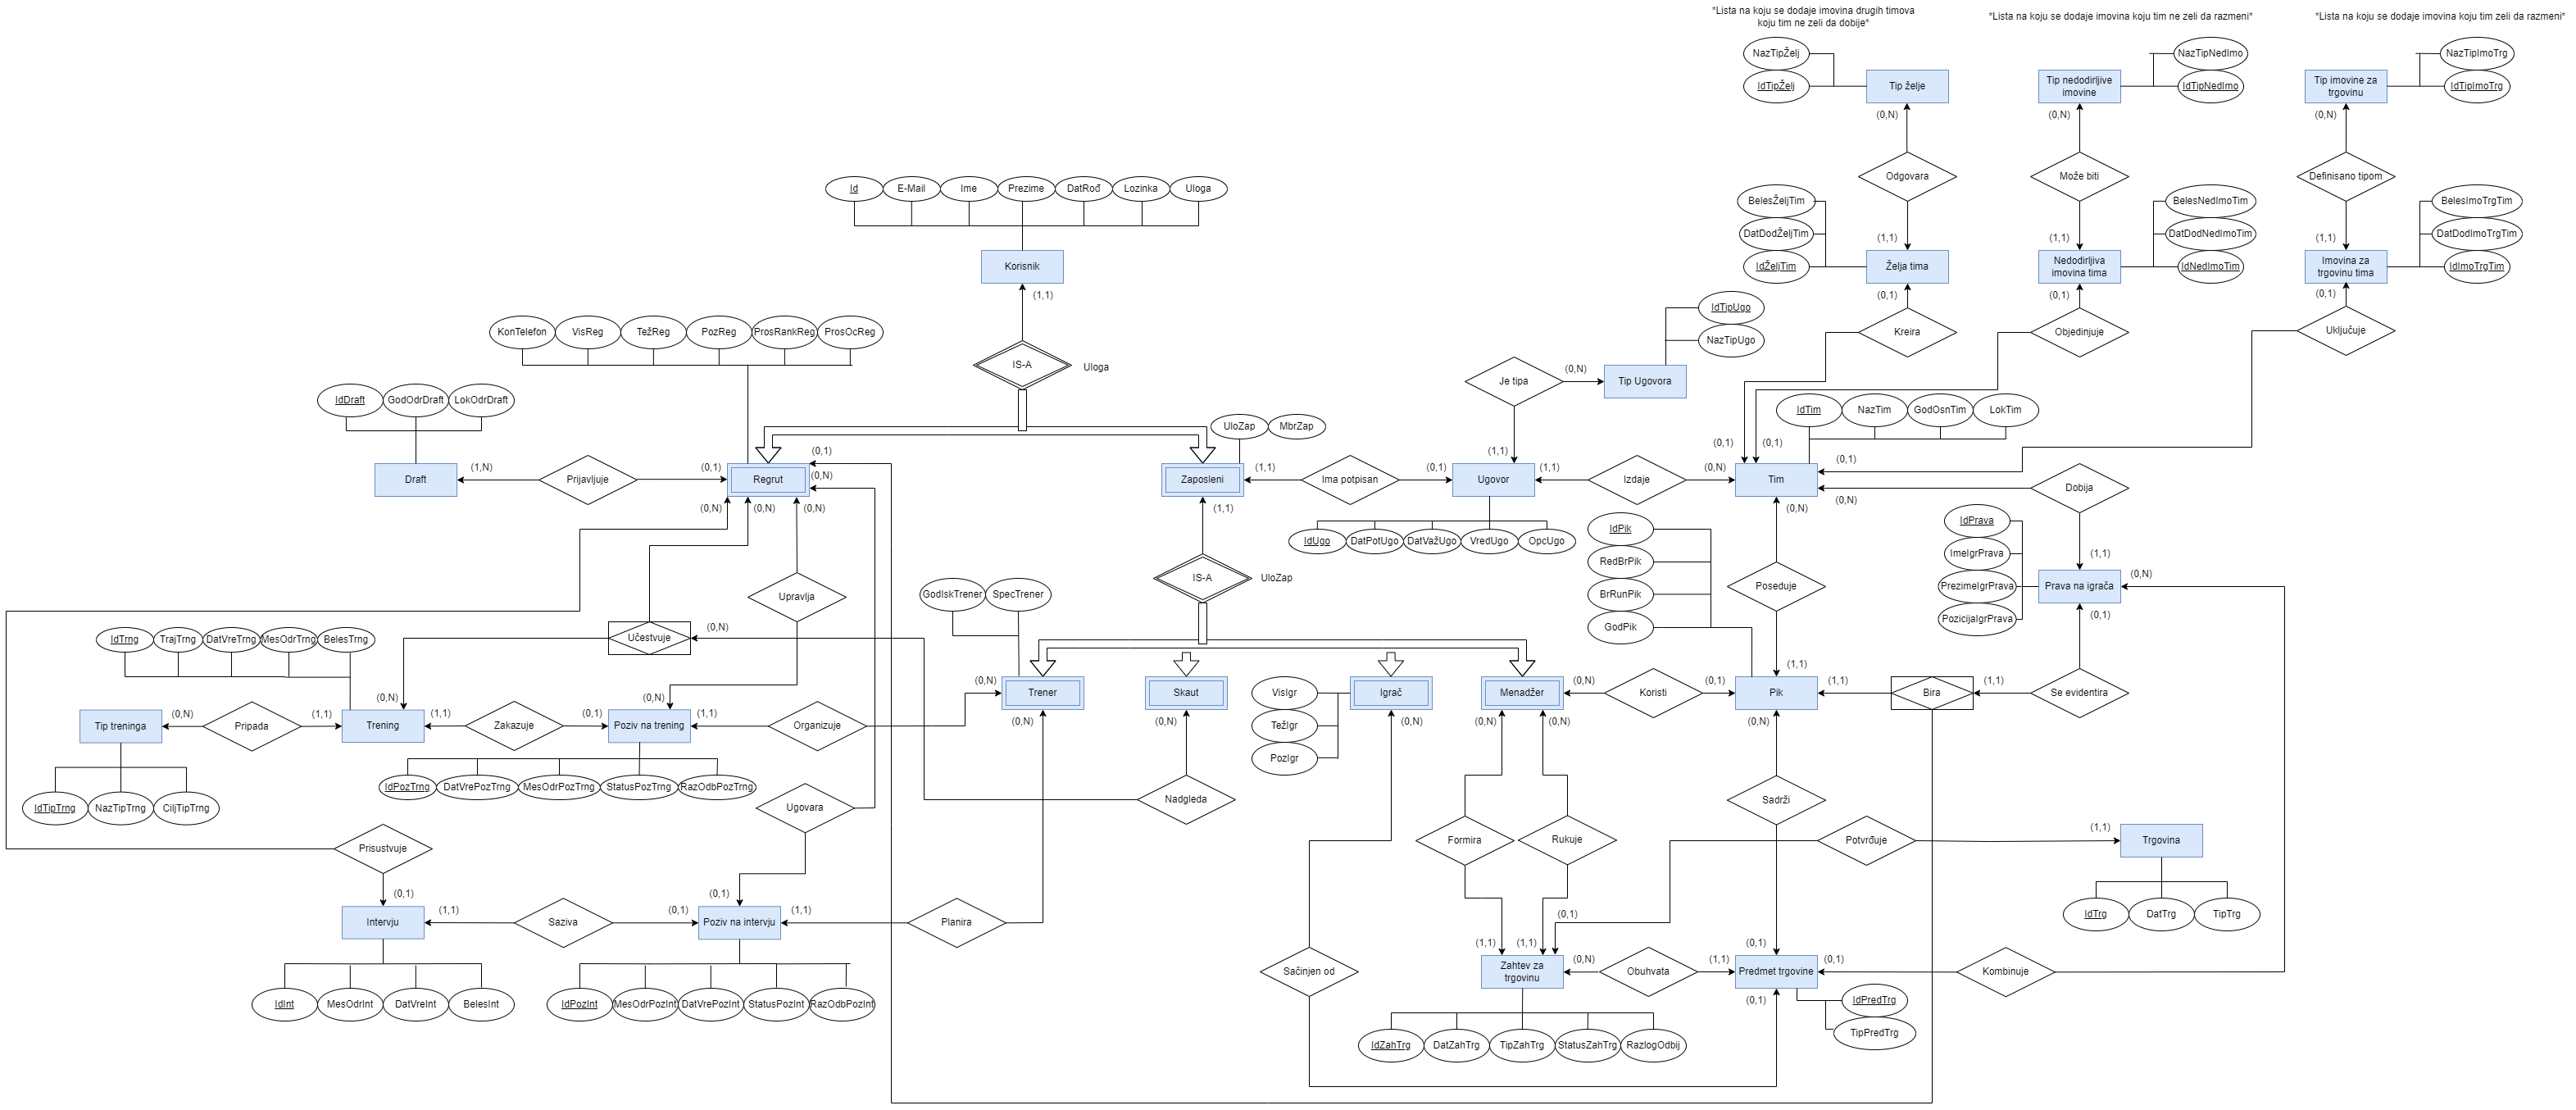 *Lista na koju se dodaje imovina drugih timova
koju tim ne zeli da dobije*
*Lista na koju se dodaje imovina koju tim ne zeli da razmeni*
*Lista na koju se dodaje imovina koju tim zeli da razmeni*
NazTipŽelj
IdTipŽelj
Tip želje
(0,N)
NazTipNedImo
IdTipNedImo
Tip nedodirljive
imovine
(0,N)
NazTipImoTrg
IdTipImoTrg
Tip imovine za
trgovinu
(0,N)
Odgovara
Može biti
Definisano tipom
Id
E-Mail
Ime
Prezime
DatRođ
Lozinka
Uloga
Korisnik
(1,1)
BelesŽeljTim
DatDodŽeljTim
IdŽeljTim
(1,1)
Želja tima
(0,1)
BelesNedImoTim
DatDodNedImoTim
IdNedImoTim
(1,1)
Nedodirljiva
imovina tima
(0,1)
BelesImoTrgTim
DatDodImoTrgTim
IdImoTrgTim
(1,1)
Imovina za
trgovinu tima
(0,1)
Kreira
Objedinjuje
Uključuje
KonTelefon
VisReg
TežReg
PozReg
ProsRankReg
ProsOcReg
IS-A
Uloga
IdTipUgo
NazTipUgo
Je tipa
(0,N)
Tip Ugovora
(1,1)
IdDraft
GodOdrDraft
LokOdrDraft
Draft
(1,N)
Prijavljuje
(0,1)
Regrut
(0,1)
(0,N)
(0,N)
(0,N)
(0,N)
UloZap
MbrZap
Zaposleni
(1,1)
Ima potpisan
(0,1)
Ugovor
(1,1)
Izdaje
(0,N)
(1,1)
IdUgo
DatPotUgo
DatVažUgo
VredUgo
OpcUgo
IdTim
NazTim
GodOsnTim
LokTim
(0,1)
(0,1)
(0,1)
Tim
(0,N)
(0,N)
Dobija
(1,1)
IdPrava
ImeIgrPrava
PrezimeIgrPrava
PozicijaIgrPrava
Prava na igrača
(0,N)
(0,1)
IdPik
RedBrPik
BrRunPik
GodPik
Poseduje
(1,1)
IS-A
UloZap
Upravlja
Učestvuje
(0,N)
GodIskTrener
SpecTrener
IdTrng
TrajTrng
DatVreTrng
MesOdrTrng
BelesTrng
Tip treninga
(0,N)
Pripada
(1,1)
(0,N)
Trening
(1,1)
Zakazuje
(0,1)
(0,N)
Poziv na trening
(1,1)
Organizuje
(0,N)
Trener
(0,N)
Skaut
(0,N)
VisIgr
TežIgr
PozIgr
Igrač
(0,N)
Menadžer
(0,N)
(0,N)
(0,N)
Koristi
(0,1)
Pik
(0,N)
(1,1)
Bira
(1,1)
Se evidentira
IdTipTrng
NazTipTrng
CiljTipTrng
IdPozTrng
DatVrePozTrng
MesOdrPozTrng
StatusPozTrng
RazOdbPozTrng
Ugovara
Nadgleda
Sadrži
Prisustvuje
Formira
Rukuje
Potvrđuje
(1,1)
Trgovina
IdTrg
DatTrg
TipTrg
(0,1)
Intervju
(1,1)
Saziva
(0,1)
(0,1)
Poziv na intervju
(1,1)
Planira
Sačinjen od
(1,1)
(1,1)
(0,1)
Zahtev za
trgovinu
(0,N)
Obuhvata
(1,1)
(0,1)
Predmet trgovine
(0,1)
(0,1)
Kombinuje
IdInt
MesOdrInt
DatVreInt
BelesInt
IdPozInt
MesOdrPozInt
DatVrePozInt
StatusPozInt
RazOdbPozInt
IdPredTrg
TipPredTrg
IdZahTrg
DatZahTrg
TipZahTrg
StatusZahTrg
RazlogOdbij